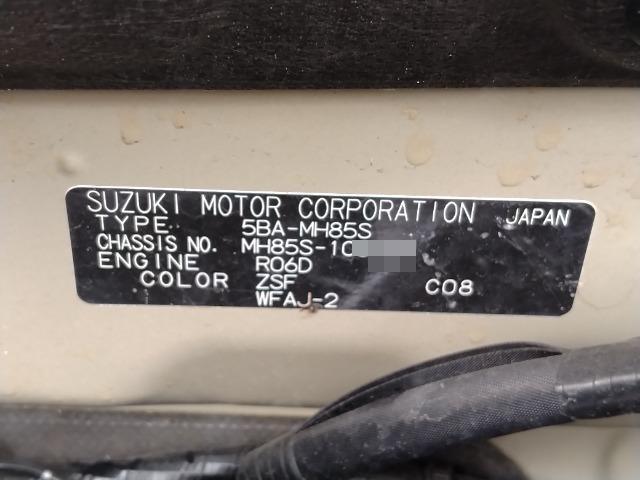 SUZUKI MOTOR CORPORATION JAPAN
TYPE 5BA-MH85S
CHASSIS NO. MH85S-10
ENGINE R06D
COLOR ZSF C08
WFAJ-2